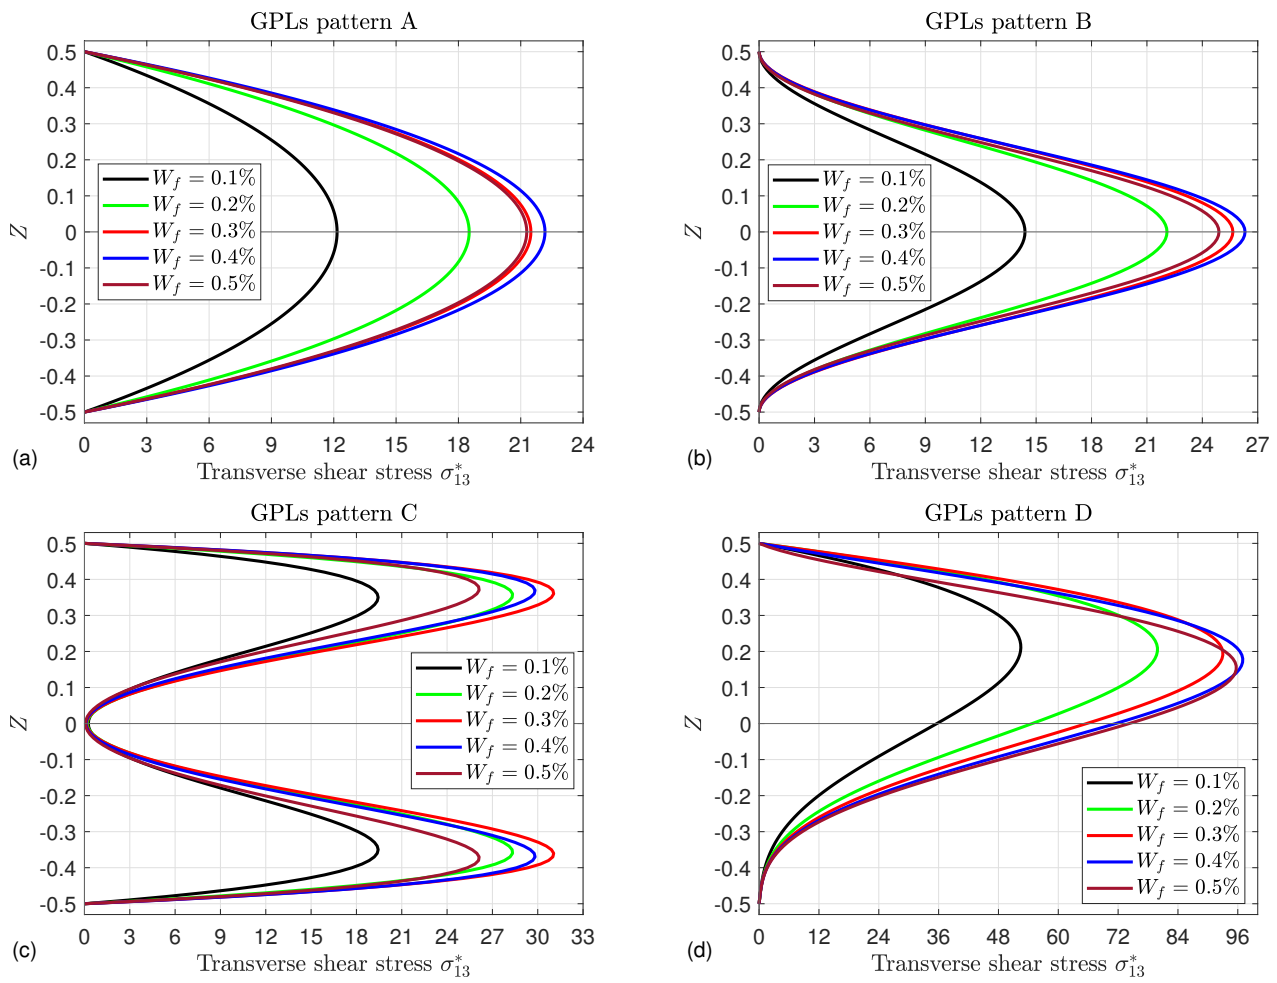 GPLs pattern A
0.5
0.4
0.3
0.2
0.1
0
-0.1
-0.2
-0.3
-0.4
-0.5
Z
W_f = 0.1%
W_f = 0.2%
W_f = 0.3%
W_f = 0.4%
W_f = 0.5%
0 3 6 9 12 15 18 21 24
(a)
Transverse shear stress σ*13
GPLs pattern B
0.5
0.4
0.3
0.2
0.1
0
-0.1
-0.2
-0.3
-0.4
-0.5
Z
W_f = 0.1%
W_f = 0.2%
W_f = 0.3%
W_f = 0.4%
W_f = 0.5%
0 3 6 9 12 15 18 21 24 27
(b)
Transverse shear stress σ*13
GPLs pattern C
0.5
0.4
0.3
0.2
0.1
0
-0.1
-0.2
-0.3
-0.4
-0.5
Z
W_f = 0.1%
W_f = 0.2%
W_f = 0.3%
W_f = 0.4%
W_f = 0.5%
0 3 6 9 12 15 18 21 24 27 30 33
(c)
Transverse shear stress σ*13
GPLs pattern D
0.5
0.4
0.3
0.2
0.1
0
-0.1
-0.2
-0.3
-0.4
-0.5
Z
W_f = 0.1%
W_f = 0.2%
W_f = 0.3%
W_f = 0.4%
W_f = 0.5%
0 12 24 36 48 60 72 84 96
(d)
Transverse shear stress σ*13